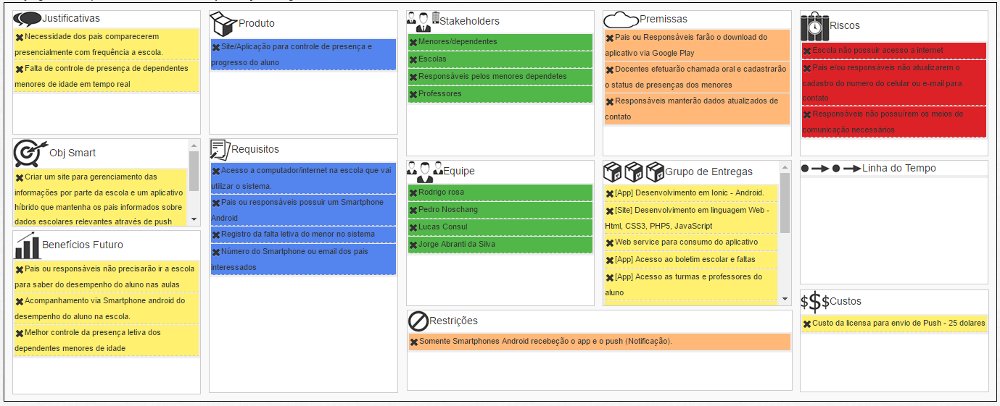 Justificativas
Necessidade dos pais comparecerem
presencialmente com frequência a escola.
Falta de controle de presença de dependentes
menores de idade em tempo real
Obj Smart
Criar um site para gerenciamento das
informações por parte da escola e um aplicativo
híbrido que mantenha os pais informados sobre
dados escolares relevantes através de push
Benefícios Futuro
Pais ou responsáveis não precisarão ir a escola
para saber do desempenho do aluno nas aulas
Acompanhamento via Smartphone android do
desempenho do aluno na escola.
Melhor controle da presença letiva dos
dependentes menores de idade
Produto
Site/Aplicação para controle de presença e
progresso do aluno
Requisitos
Acesso a computador/internet na escola que vai
utilizar o sistema.
Pais ou responsáveis possuir um Smartphone
Android
Registro da falta letiva do menor no sistema
Número do Smartphone ou email dos pais
interessados
Stakeholders
Menores/dependentes
Escolas
Responsáveis pelos menores dependetes
Professores
Equipe
Rodrigo rosa
Pedro Noschang
Lucas Consul
Jorge Abranti da Silva
Premissas
Pais ou Responsáveis farão o download do
aplicativo via Google Play
Docentes efetuarão chamada oral e cadastrarão
o status de presenças dos menores
Responsáveis manterão dados atualizados de
contato
Grupo de Entregas
[App] Desenvolvimento em Ionic - Android.
[Site] Desenvolvimento em linguagem Web -
Html, CSS3, PHP5, JavaScript
Web service para consumo do aplicativo
[App] Acesso ao boletim escolar e faltas
[App] Acesso as turmas e professores do
aluno
Restrições
Somente Smartphones Android recebeção o app e o push (Notificação).
Riscos
Escola não possuir acesso a internet
Pais e/ou responsáveis não atualizarem o
cadastro do numero do celular ou e-mail para
contato
Responsáveis não possuírem os meios de
comunicação necessários
Linha do Tempo
$$$Custos
Custo da licensa para envio de Push - 25 dolares